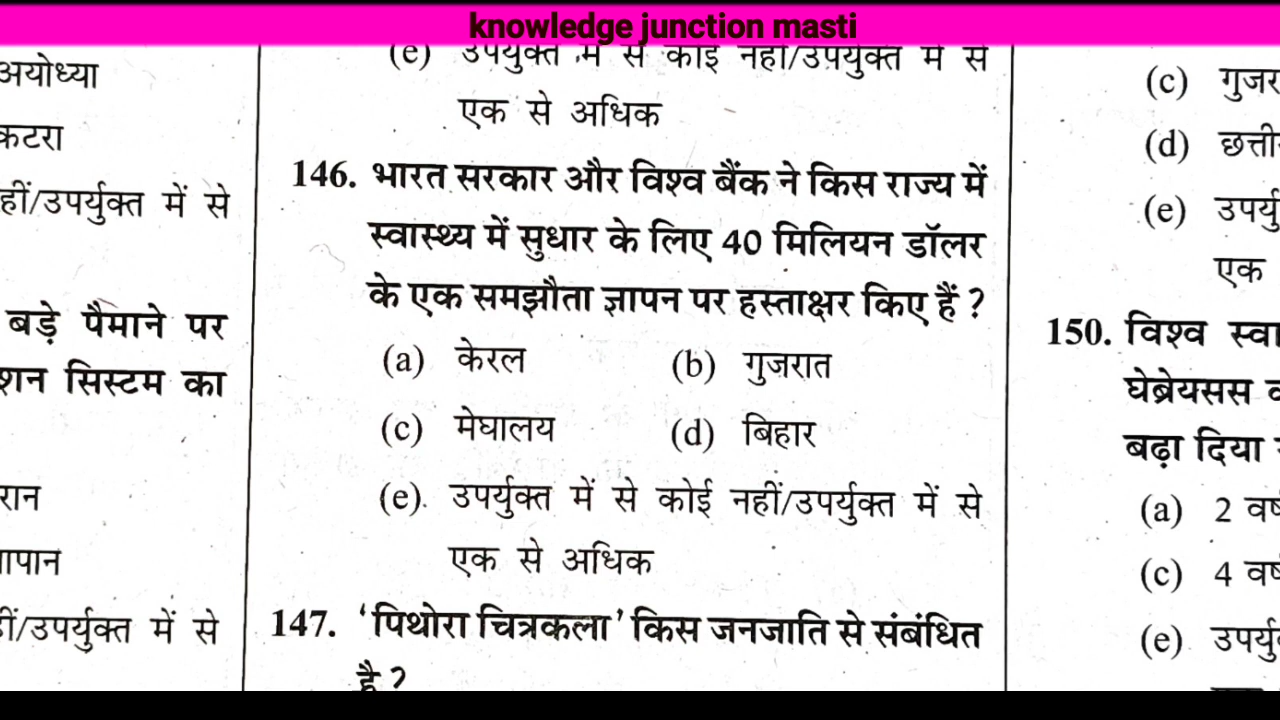 knowledge junction masti
अयोध्या
कटरा
हीं/उपर्युक्त में से
बड़े पैमाने पर
शन सिस्टम का
रान
ापान
ीं/उपर्युक्त में से
(e) उपर्युक्त में से कोई नहीं/उपर्युक्त में से
एक से अधिक
146. भारत सरकार और विश्व बैंक ने किस राज्य में
स्वास्थ्य में सुधार के लिए 40 मिलियन डॉलर
के एक समझौता ज्ञापन पर हस्ताक्षर किए हैं ?
(a) केरल (b) गुजरात
(c) मेघालय (d) बिहार
(e). उपर्युक्त में से कोई नहीं/उपर्युक्त में से
एक से अधिक
147. ‘पिथोरा चित्रकला’ किस जनजाति से संबंधित
है ?
(c) गुजर
(d) छत्ती
(e) उपर्यु
एक
150. विश्व स्वा
घेब्रेयसस
बढ़ा दिया
(a) 2 वर्ष
(c) 4 वर्ष
(e) उपर्यु